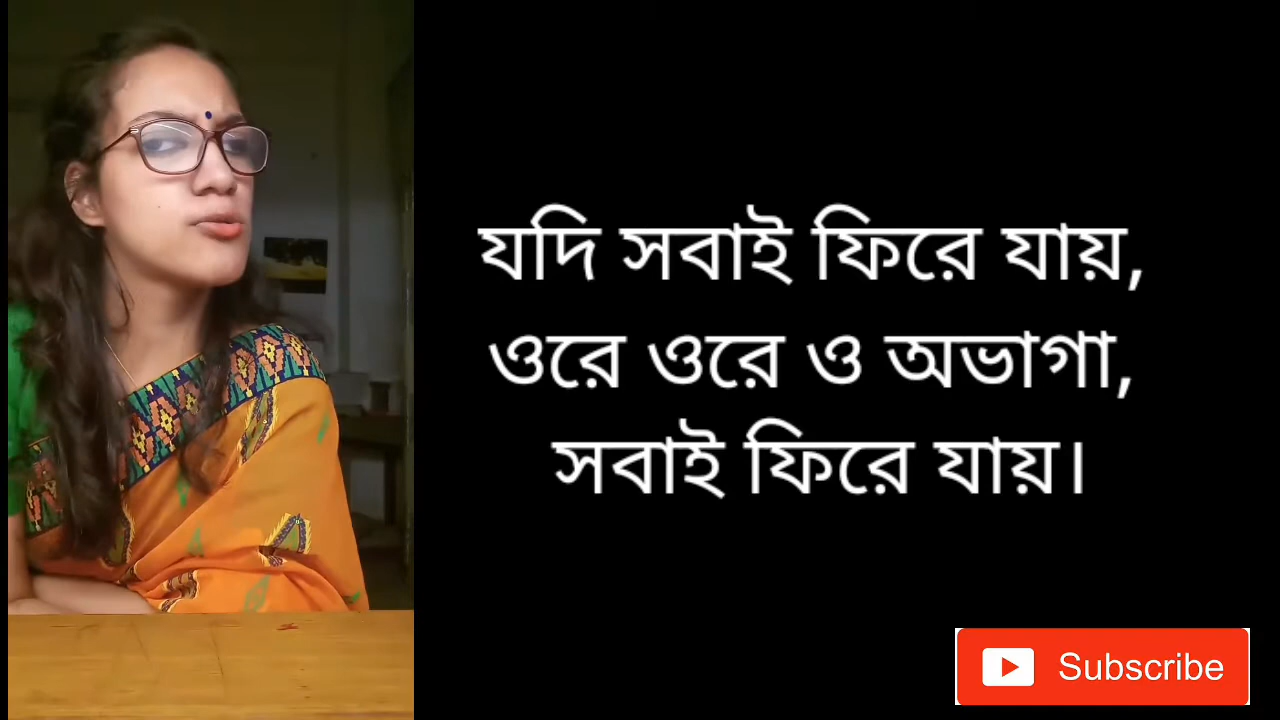 যদি সবাই ফিরে যায়,
ওরে ওরে ও অভাগা,
সবাই ফিরে যায়।
Subscribe